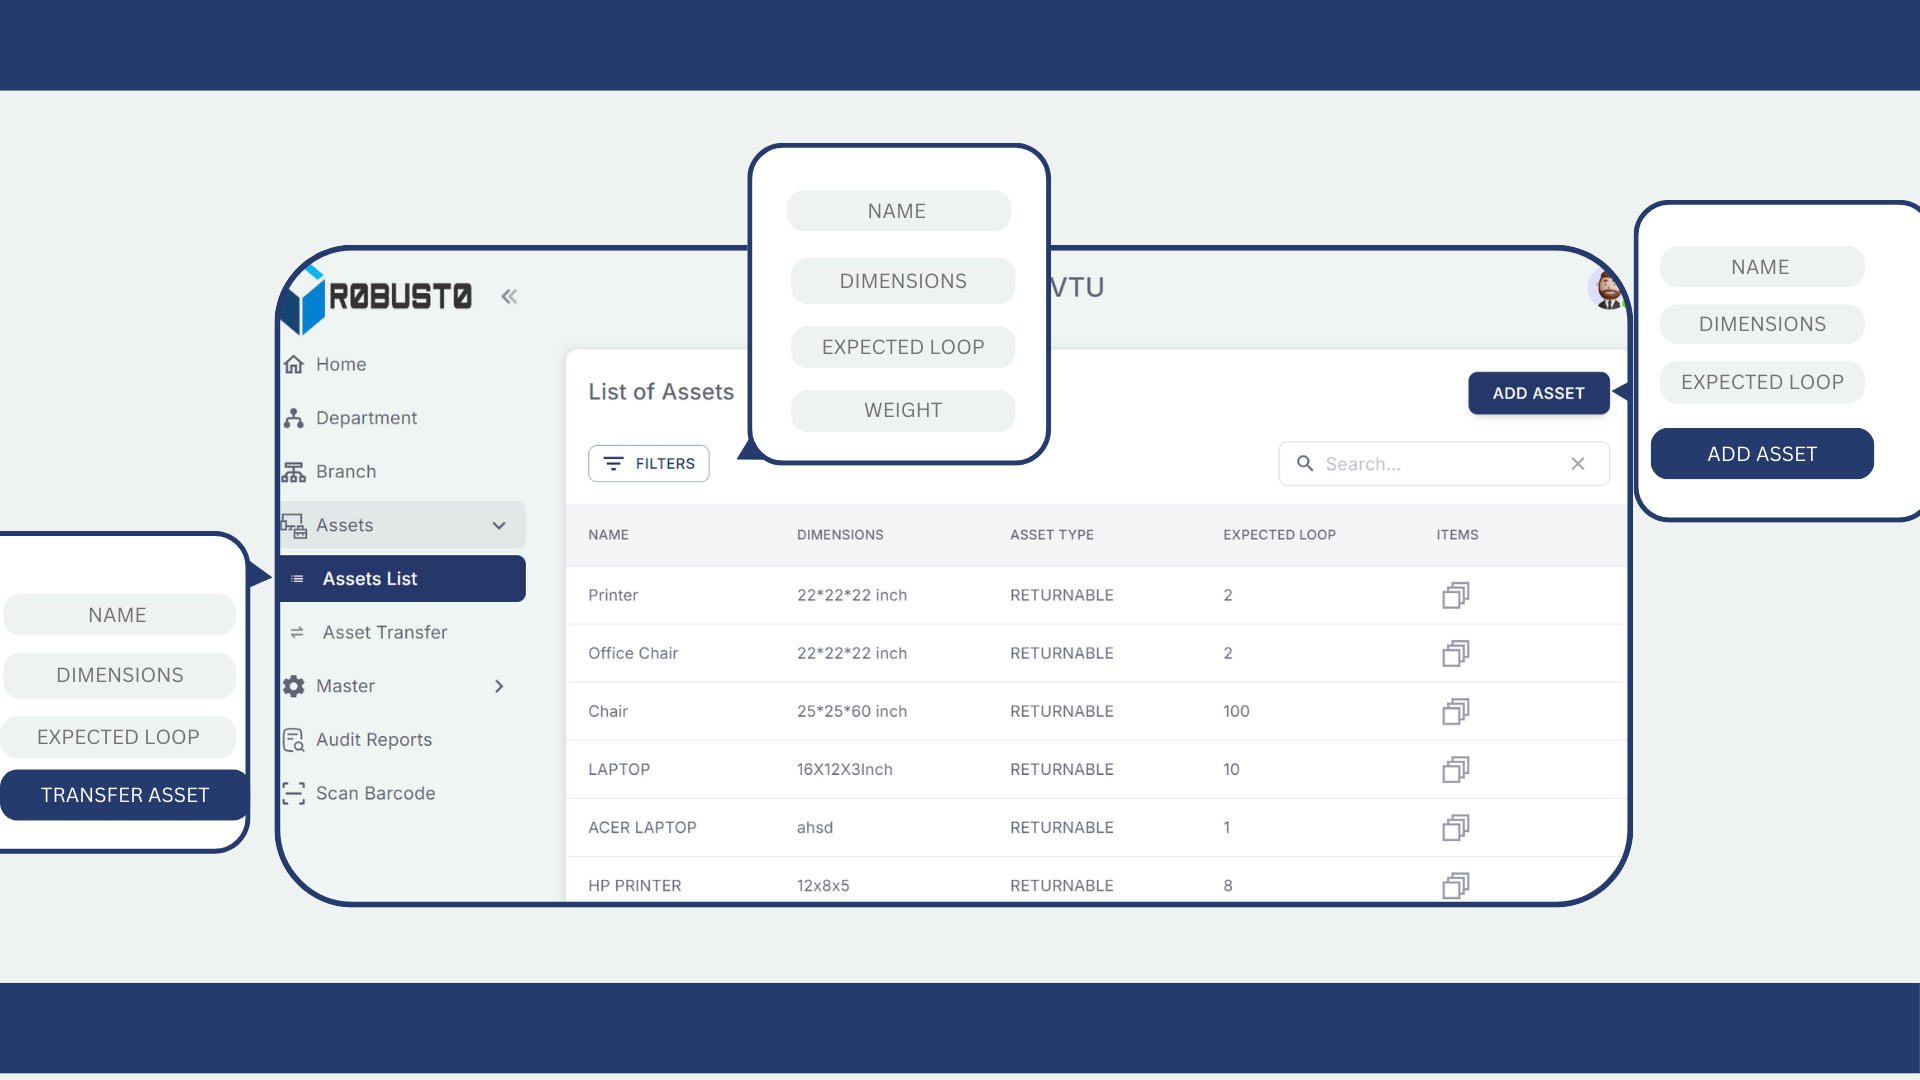 NAME
DIMENSIONS
EXPECTED LOOP
WEIGHT
NAME
DIMENSIONS
EXPECTED LOOP
ADD ASSET
R0BUST0
VTU
Home
Department
Branch
Assets
Assets List
Asset Transfer
Master
Audit Reports
Scan Barcode
NAME
DIMENSIONS
EXPECTED LOOP
TRANSFER ASSET
List of Assets
ADD ASSET
FILTERS
Search...
NAME DIMENSIONS ASSET TYPE EXPECTED LOOP ITEMS
Printer 22*22*22 inch RETURNABLE 2
Office Chair 22*22*22 inch RETURNABLE 2
Chair 25*25*60 inch RETURNABLE 100
LAPTOP 16X12X3Inch RETURNABLE 10
ACER LAPTOP ahsd RETURNABLE 1
HP PRINTER 12x8x5 RETURNABLE 8